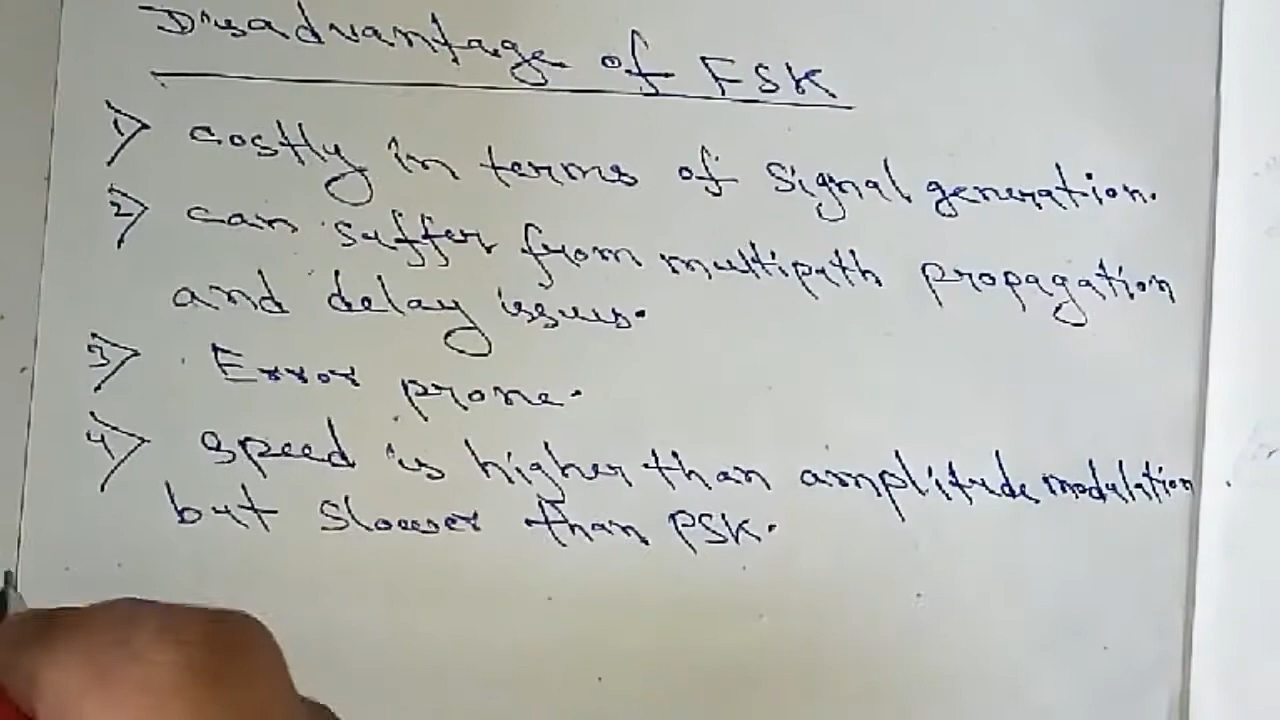 Disadvantage of FSK
1) costly in terms of signal generation.
2) can suffer from multipath propagation
and delay issues.
3) Error prone.
4) speed is higher than amplitude modulation
but slower than PSK.